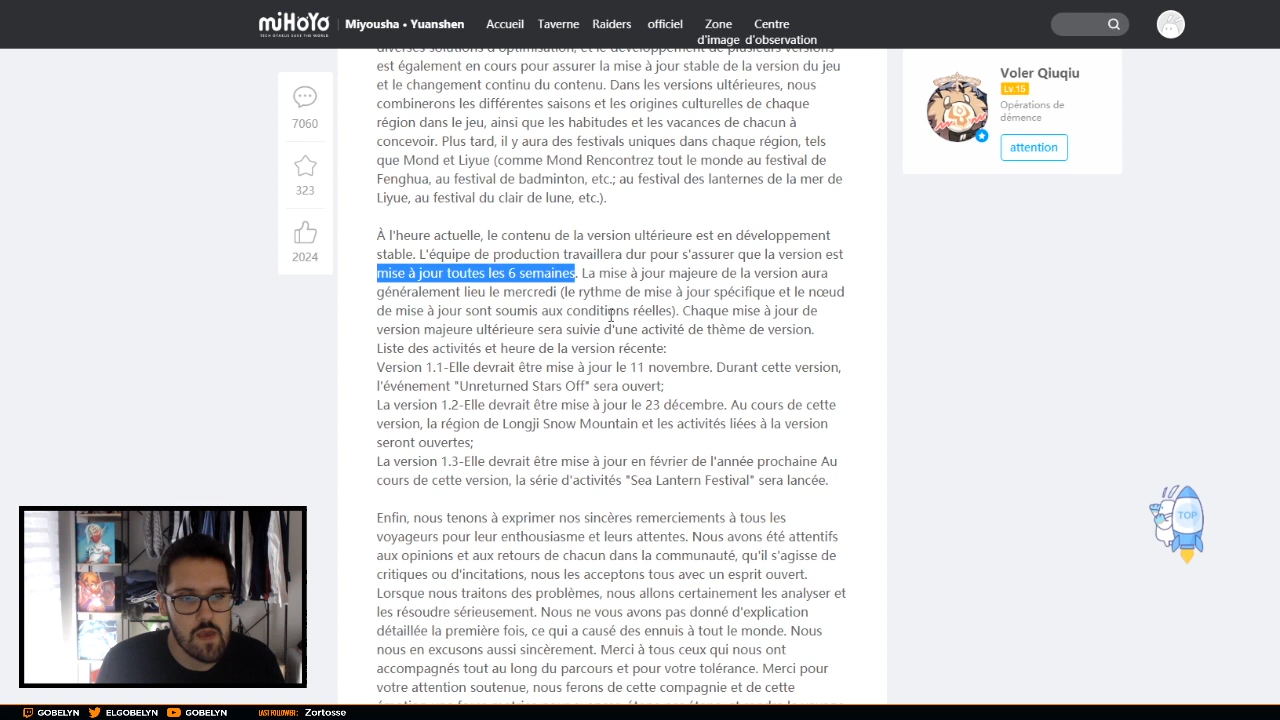 miHoYo
TECH OTAKUS SAVE THE WORLD
Miyousha • Yuanshen
Accueil
Taverne
Raiders
officiel
Zone d'image
Centre d'observation
7060
323
2024
diverses solutions d'optimisation, et le développement de plusieurs versions
est également en cours pour assurer la mise à jour stable de la version du jeu
et le changement continu du contenu. Dans les versions ultérieures, nous
combinerons les différentes saisons et les origines culturelles de chaque
région dans le jeu, ainsi que les habitudes et les vacances de chacun à
concevoir. Plus tard, il y aura des festivals uniques dans chaque région, tels
que Mond et Liyue (comme Mond Rencontrez tout le monde au festival de
Fenghua, au festival de badminton, etc.; au festival des lanternes de la mer de
Liyue, au festival du clair de lune, etc.).
À l'heure actuelle, le contenu de la version ultérieure est en développement
stable. L'équipe de production travaillera dur pour s'assurer que la version est
mise à jour toutes les 6 semaines. La mise à jour majeure de la version aura
généralement lieu le mercredi (le rythme de mise à jour spécifique et le nœud
de mise à jour sont soumis aux conditions réelles). Chaque mise à jour de
version majeure ultérieure sera suivie d'une activité de thème de version.
Liste des activités et heure de la version récente:
Version 1.1-Elle devrait être mise à jour le 11 novembre. Durant cette version,
l'événement "Unreturned Stars Off" sera ouvert;
La version 1.2-Elle devrait être mise à jour le 23 décembre. Au cours de cette
version, la région de Longji Snow Mountain et les activités liées à la version
seront ouvertes;
La version 1.3-Elle devrait être mise à jour en février de l'année prochaine Au
cours de cette version, la série d'activités "Sea Lantern Festival" sera lancée.
Enfin, nous tenons à exprimer nos sincères remerciements à tous les
voyageurs pour leur enthousiasme et leurs attentes. Nous avons été attentifs
aux opinions et aux retours de chacun dans la communauté, qu'il s'agisse de
critiques ou d'incitations, nous les acceptons tous avec un esprit ouvert.
Lorsque nous traitons des problèmes, nous allons certainement les analyser et
les résoudre sérieusement. Nous ne vous avons pas donné d'explication
détaillée la première fois, ce qui a causé des ennuis à tout le monde. Nous
nous en excusons aussi sincèrement. Merci à tous ceux qui nous ont
accompagnés tout au long du parcours et pour votre tolérance. Merci pour
votre attention soutenue, nous ferons de cette compagnie et de cette
Voler Qiuqiu
Lv.15
Opérations de
démence
attention
TOP
GOBELYN
ELGOBELYN
GOBELYN
LAST FOLLOWER:
Zortosse